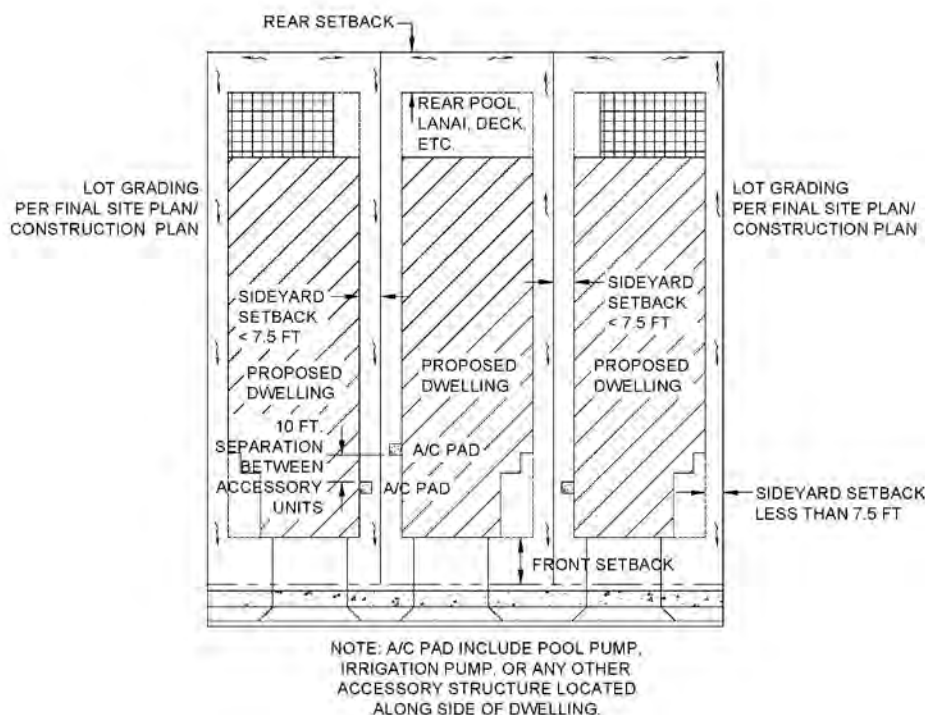 REAR SETBACK
REAR POOL,
LANAI, DECK,
ETC.
LOT GRADING
PER FINAL SITE PLAN/
CONSTRUCTION PLAN
LOT GRADING
PER FINAL SITE PLAN/
CONSTRUCTION PLAN
SIDEYARD
SETBACK
< 7.5 FT
SIDEYARD
SETBACK
< 7.5 FT
PROPOSED
DWELLING
PROPOSED
DWELLING
PROPOSED
DWELLING
10 FT.
SEPARATION
BETWEEN
ACCESSORY
UNITS
A/C PAD
A/C PAD
SIDEYARD SETBACK
LESS THAN 7.5 FT
FRONT SETBACK
NOTE: A/C PAD INCLUDE POOL PUMP,
IRRIGATION PUMP, OR ANY OTHER
ACCESSORY STRUCTURE LOCATED
ALONG SIDE OF DWELLING.